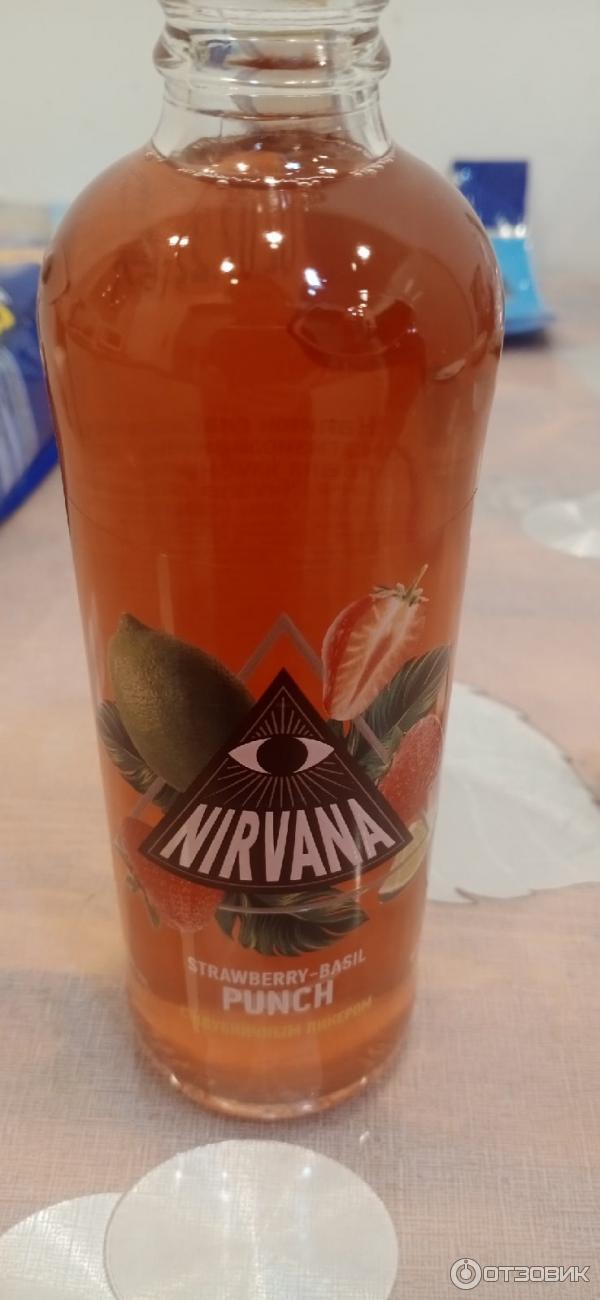 NIRVANA
STRAWBERRY-BASIL
PUNCH
С КЛУБНИЧНЫМ ЛИКЕРОМ
ОТЗОВИК